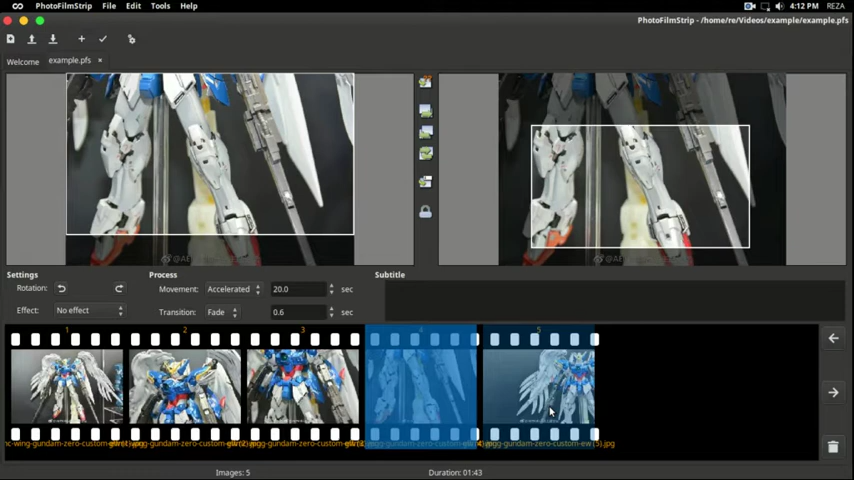 PhotoFilmStrip File Edit Tools Help 4:12 PM REZA
PhotoFilmStrip - /home/re/Videos/example/example.pfs
Welcome example.pfs ×
Settings Process Subtitle
Rotation: Movement: Accelerated 20.0 sec
Effect: No effect Transition: Fade 0.6 sec
1 2 3 4 5
Images: 5 Duration: 01:43